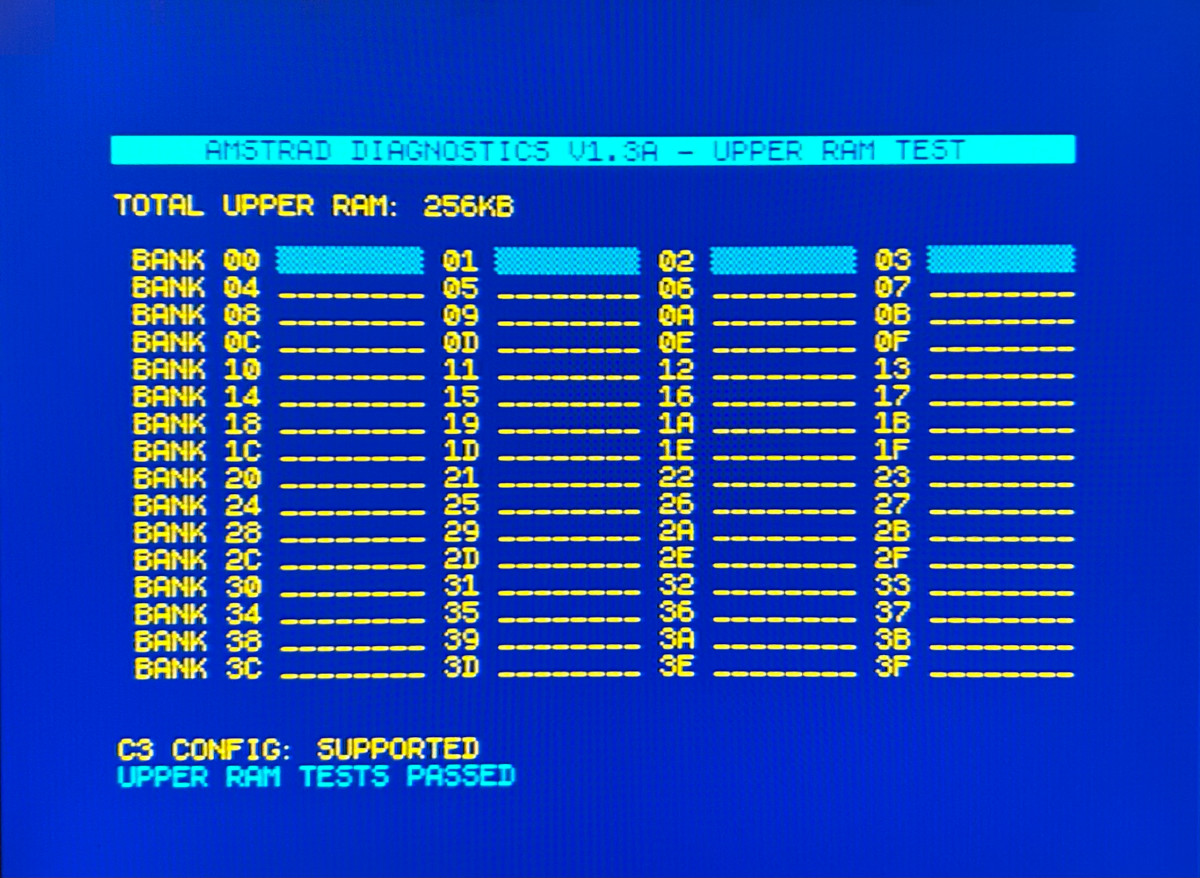 AMSTRAD DIAGNOSTICS V1.3A - UPPER RAM TEST
TOTAL UPPER RAM: 256KB
BANK 00 01 02 03
BANK 04 ________ 05 ________ 06 ________ 07 ________
BANK 08 ________ 09 ________ 0A ________ 0B ________
BANK 0C ________ 0D ________ 0E ________ 0F ________
BANK 10 ________ 11 ________ 12 ________ 13 ________
BANK 14 ________ 15 ________ 16 ________ 17 ________
BANK 18 ________ 19 ________ 1A ________ 1B ________
BANK 1C ________ 1D ________ 1E ________ 1F ________
BANK 20 ________ 21 ________ 22 ________ 23 ________
BANK 24 ________ 25 ________ 26 ________ 27 ________
BANK 28 ________ 29 ________ 2A ________ 2B ________
BANK 2C ________ 2D ________ 2E ________ 2F ________
BANK 30 ________ 31 ________ 32 ________ 33 ________
BANK 34 ________ 35 ________ 36 ________ 37 ________
BANK 38 ________ 39 ________ 3A ________ 3B ________
BANK 3C ________ 3D ________ 3E ________ 3F ________
C3 CONFIG: SUPPORTED
UPPER RAM TESTS PASSED